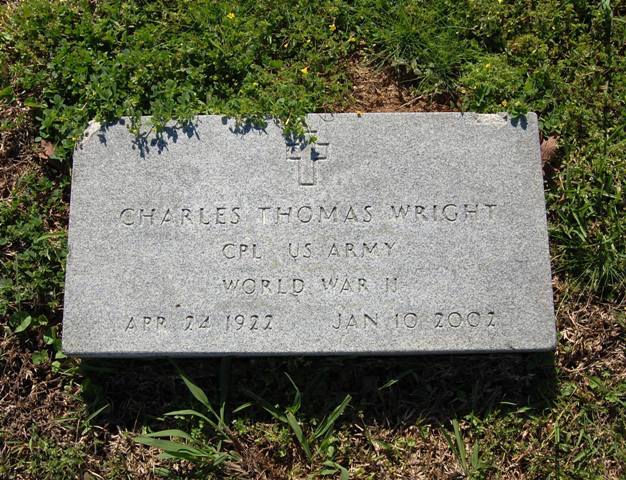 CHARLES THOMAS WRIGHT
CPL US ARMY
WORLD WAR II
APR 24 1922 JAN 10 2002